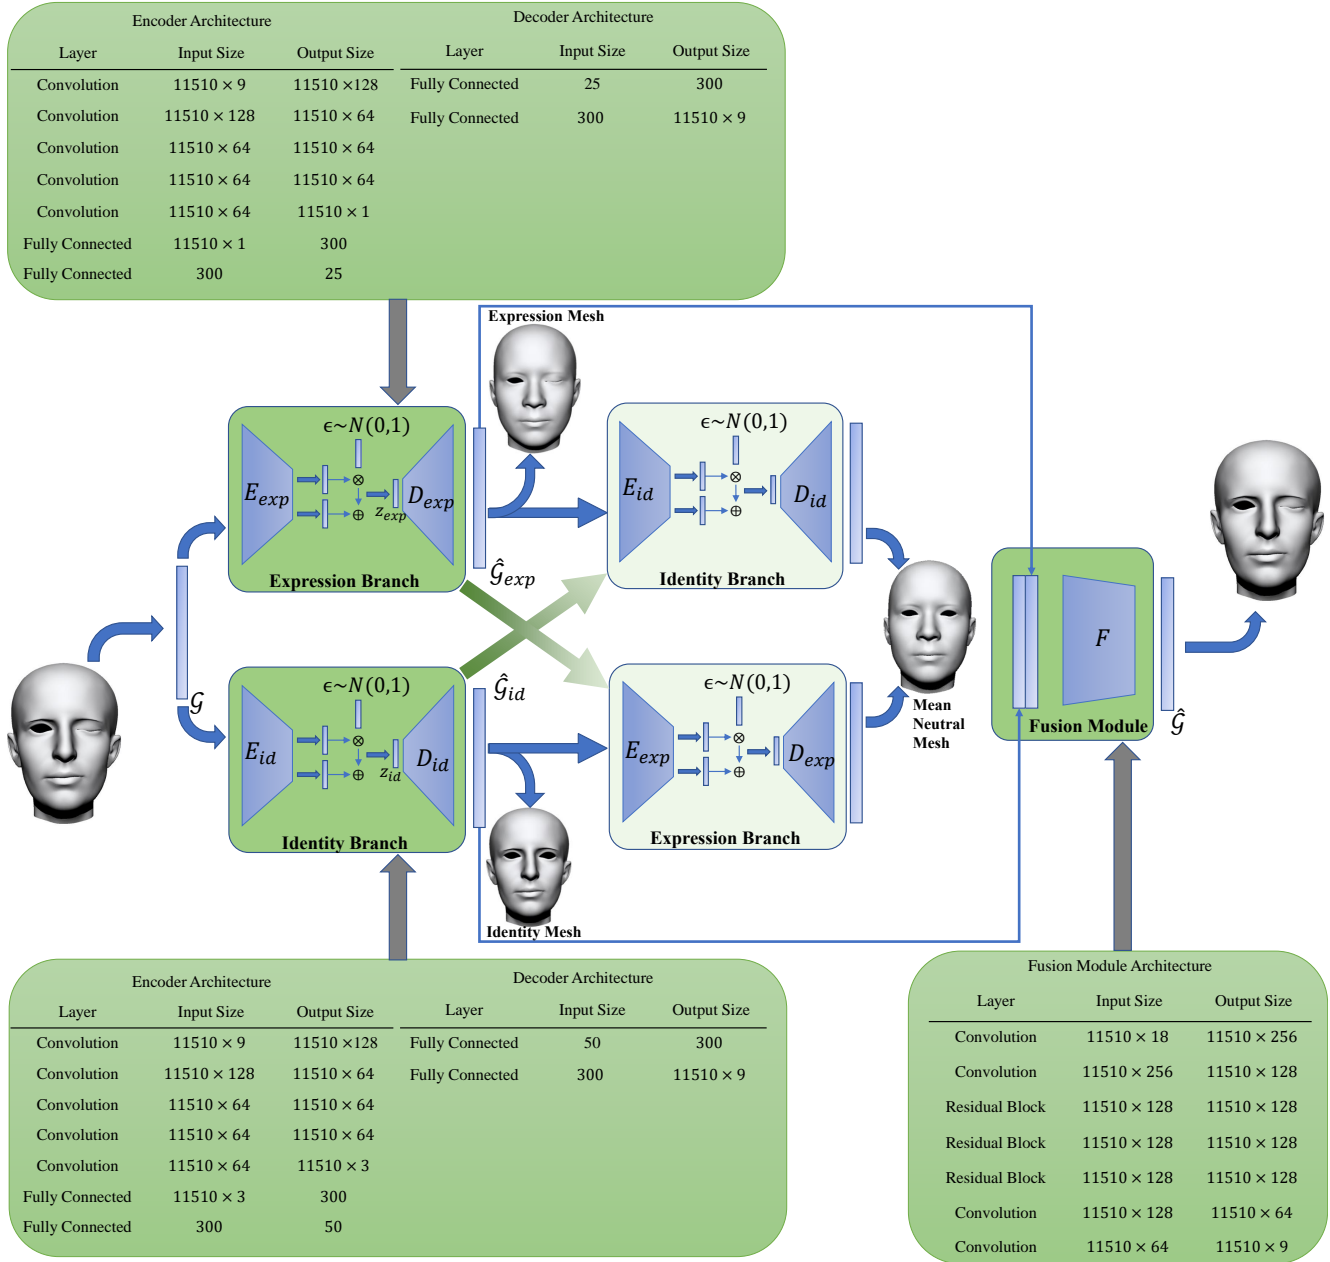 Encoder Architecture
Layer Input Size Output Size
Convolution 11510 × 9 11510 ×128
Convolution 11510 × 128 11510 × 64
Convolution 11510 × 64 11510 × 64
Convolution 11510 × 64 11510 × 64
Convolution 11510 × 64 11510 × 1
Fully Connected 11510 × 1 300
Fully Connected 300 25
Decoder Architecture
Layer Input Size Output Size
Fully Connected 25 300
Fully Connected 300 11510 × 9
Expression Mesh
ϵ~N(0,1)
E_exp
z_exp
D_exp
Expression Branch
Ĝ_exp
ϵ~N(0,1)
E_id
D_id
Identity Branch
G
ϵ~N(0,1)
E_id
z_id
D_id
Identity Branch
Ĝ_id
Identity Mesh
ϵ~N(0,1)
E_exp
D_exp
Expression Branch
Mean
Neutral
Mesh
F
Fusion Module
Ĝ
Encoder Architecture
Layer Input Size Output Size
Convolution 11510 × 9 11510 ×128
Convolution 11510 × 128 11510 × 64
Convolution 11510 × 64 11510 × 64
Convolution 11510 × 64 11510 × 64
Convolution 11510 × 64 11510 × 3
Fully Connected 11510 × 3 300
Fully Connected 300 50
Decoder Architecture
Layer Input Size Output Size
Fully Connected 50 300
Fully Connected 300 11510 × 9
Fusion Module Architecture
Layer Input Size Output Size
Convolution 11510 × 18 11510 × 256
Convolution 11510 × 256 11510 × 128
Residual Block 11510 × 128 11510 × 128
Residual Block 11510 × 128 11510 × 128
Residual Block 11510 × 128 11510 × 128
Convolution 11510 × 128 11510 × 64
Convolution 11510 × 64 11510 × 9